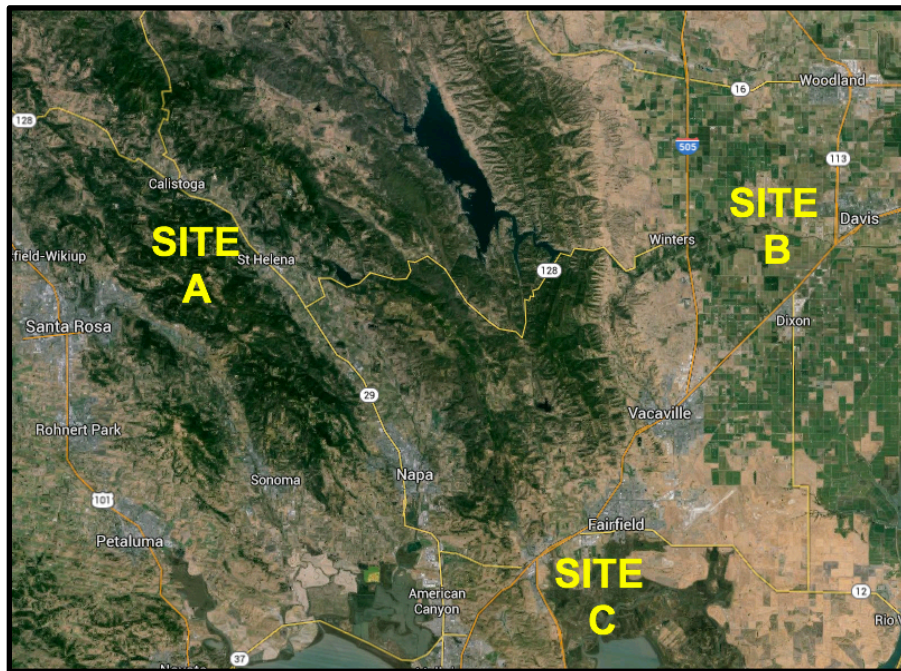 16
Woodland
128
505
113
Calistoga
SITE
A
SITE
B
Davis
Winters
field-Wikiup
St Helena
128
Santa Rosa
Dixon
29
Vacaville
Rohnert Park
Napa
Sonoma
101
Petaluma
Fairfield
SITE
C
American
Canyon
12
Rio V
37